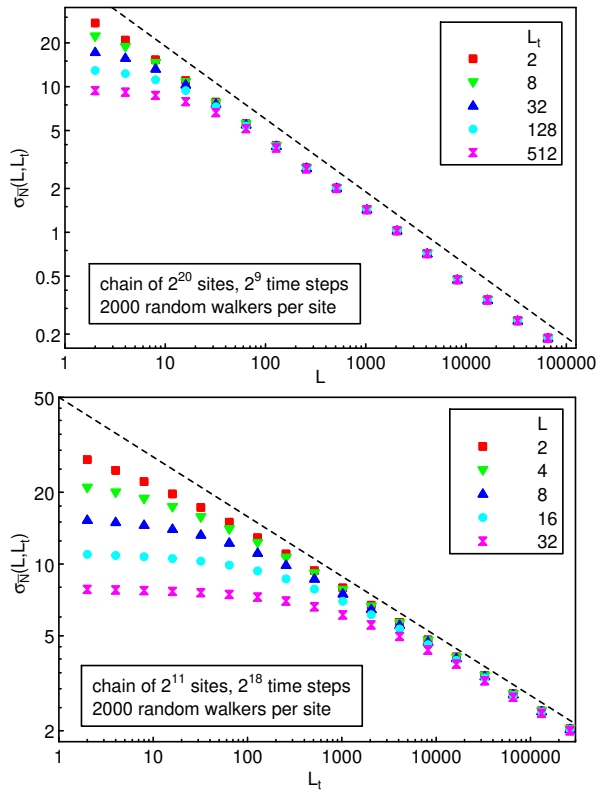 20
10
5
2
1
0.5
0.2
σ_N̄(L,L_t)
L_t
2
8
32
128
512
chain of 2^20 sites, 2^9 time steps
2000 random walkers per site
1 10 100 1000 10000 100000
L
50
20
10
5
2
σ_N̄(L,L_t)
L
2
4
8
16
32
chain of 2^11 sites, 2^18 time steps
2000 random walkers per site
1 10 100 1000 10000 100000
L_t